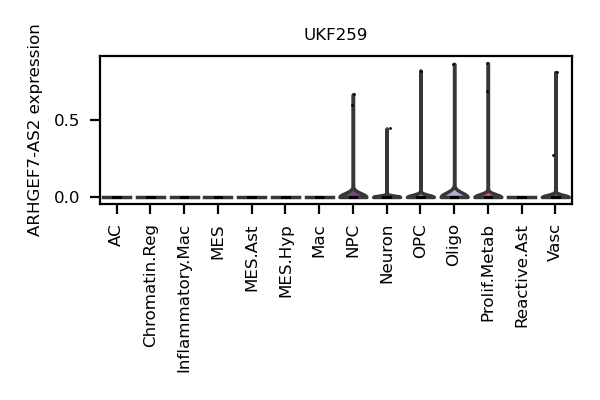 UKF259
ARHGEF7-AS2 expression
0.5
0.0
AC
Chromatin.Reg
Inflammatory.Mac
MES
MES.Ast
MES.Hyp
Mac
NPC
Neuron
OPC
Oligo
Prolif.Metab
Reactive.Ast
Vasc